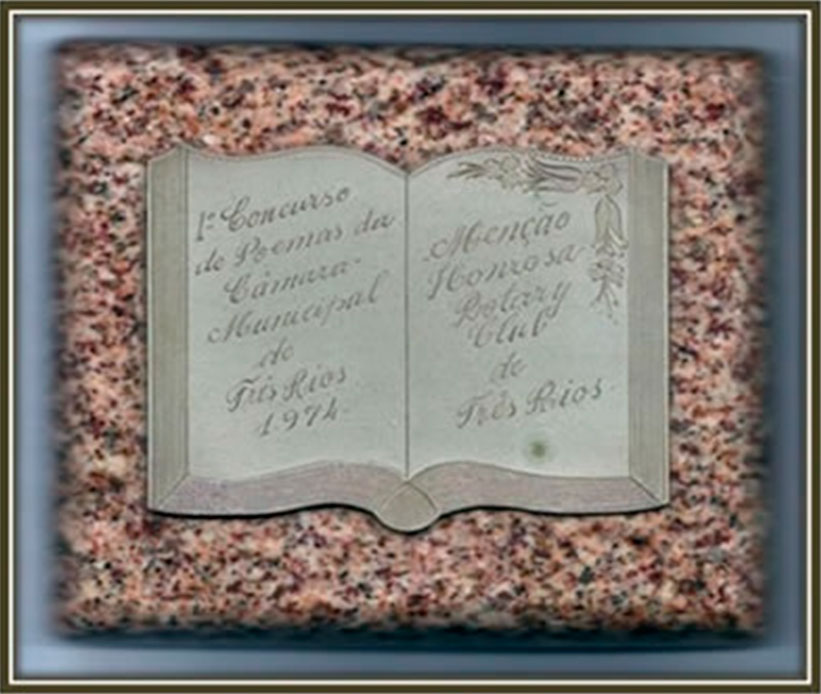 1º Concurso
de Poemas da
Câmara
Municipal
de
Três Rios
1974
Menção
Honrosa
Rotary
Club
de
Três Rios